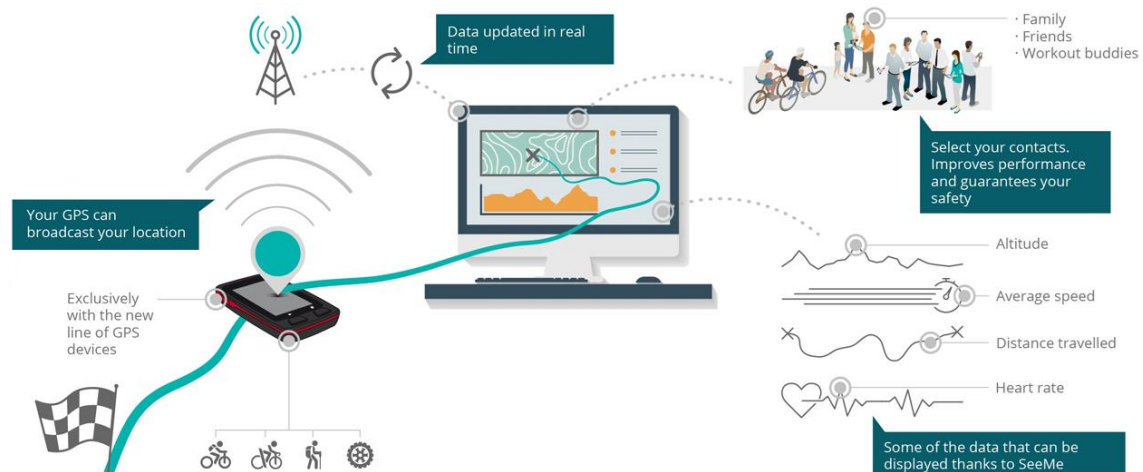 Data updated in real
time
· Family
· Friends
· Workout buddies
Select your contacts.
Improves performance
and guarantees your
safety
Your GPS can
broadcast your location
Exclusively
with the new
line of GPS
devices
Altitude
Average speed
Distance travelled
Heart rate
Some of the data that can be
displayed thanks to SeeMe